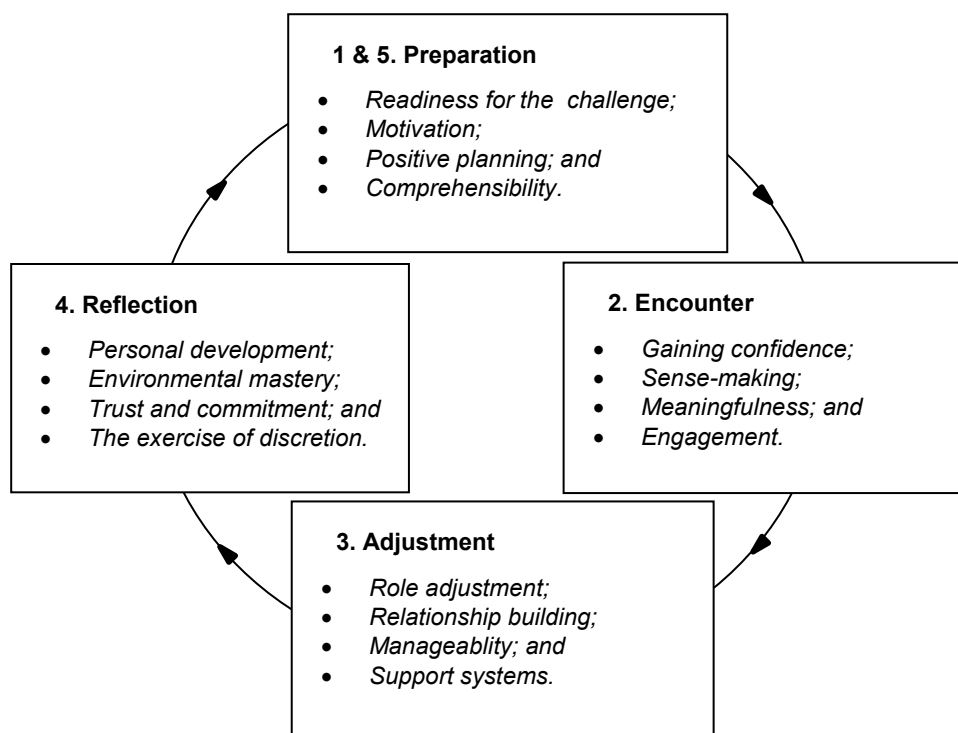 1 & 5. Preparation
• Readiness for the challenge;
• Motivation;
• Positive planning; and
• Comprehensibility.
2. Encounter
• Gaining confidence;
• Sense-making;
• Meaningfulness; and
• Engagement.
3. Adjustment
• Role adjustment;
• Relationship building;
• Manageablity; and
• Support systems.
4. Reflection
• Personal development;
• Environmental mastery;
• Trust and commitment; and
• The exercise of discretion.